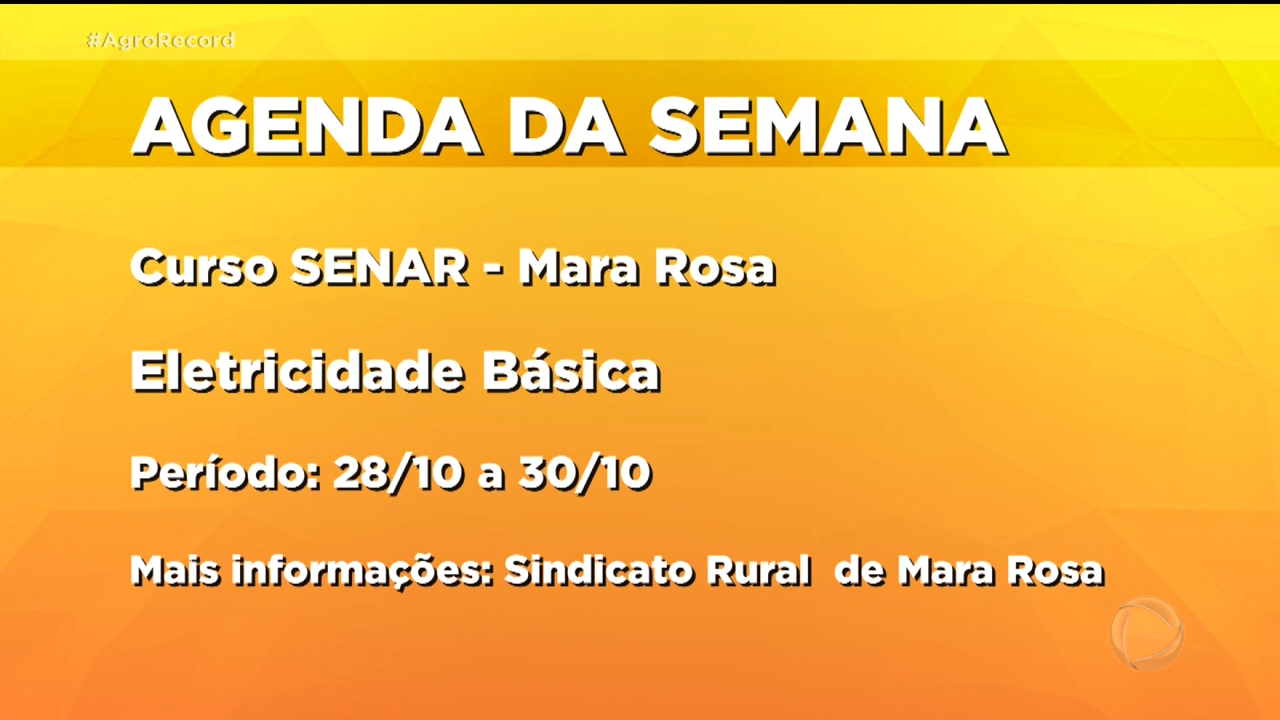 #AgroRecord
AGENDA DA SEMANA
Curso SENAR - Mara Rosa
Eletricidade Básica
Período: 28/10 a 30/10
Mais informações: Sindicato Rural  de Mara Rosa